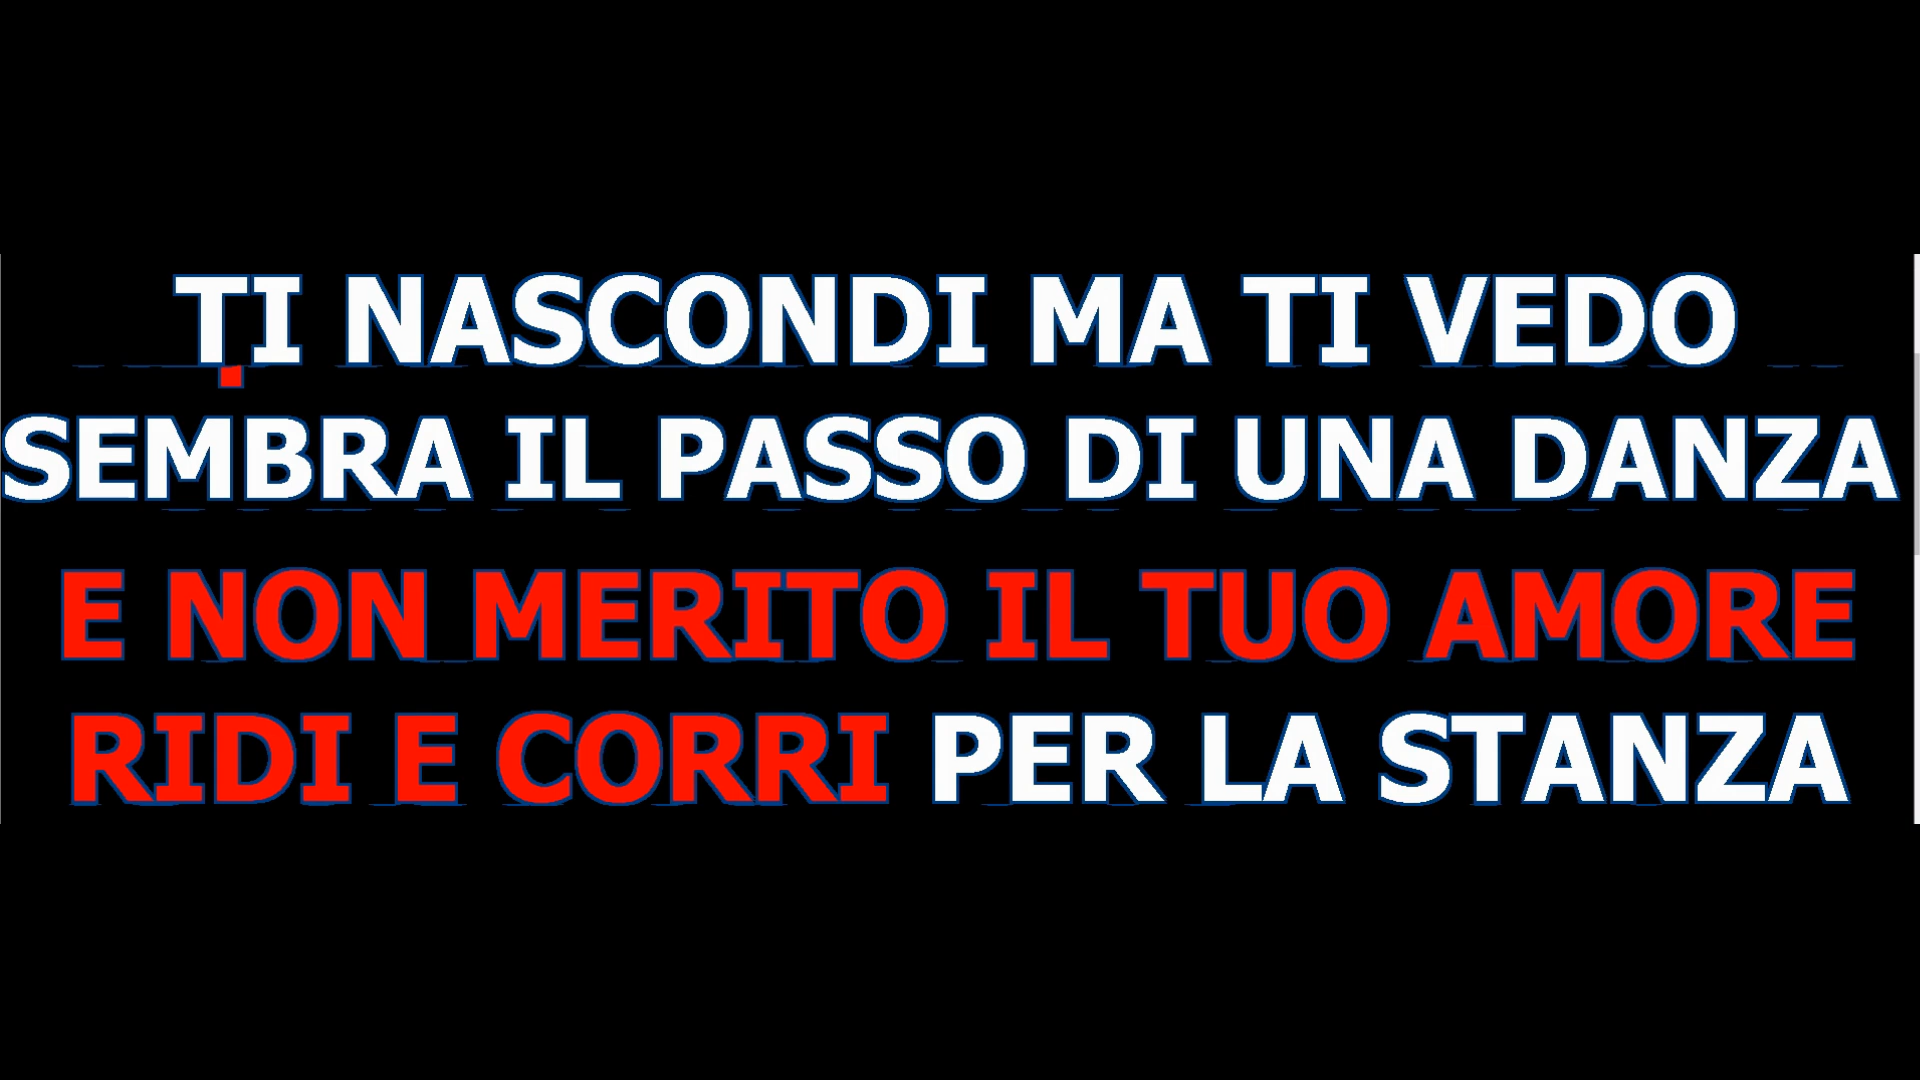 TI NASCONDI MA TI VEDO
SEMBRA IL PASSO DI UNA DANZA
E NON MERITO IL TUO AMORE
RIDI E CORRI PER LA STANZA